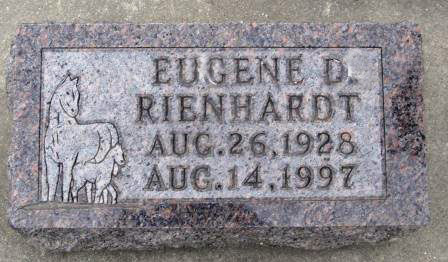 EUGENE D.
RIENHARDT
AUG. 26, 1928
AUG. 14, 1997